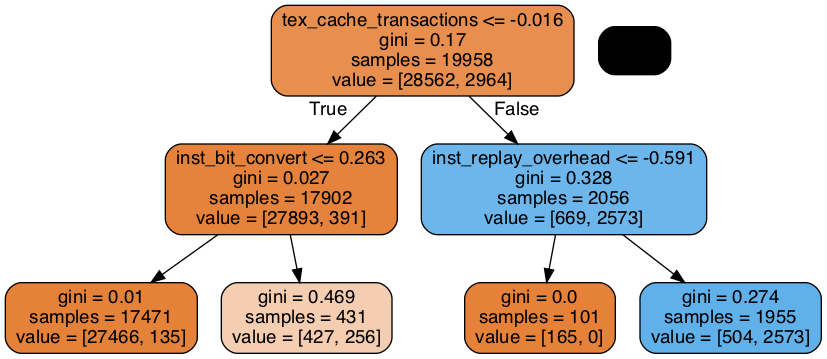 tex_cache_transactions <= -0.016
gini = 0.17
samples = 19958
value = [28562, 2964]
True
False
inst_bit_convert <= 0.263
gini = 0.027
samples = 17902
value = [27893, 391]
inst_replay_overhead <= -0.591
gini = 0.328
samples = 2056
value = [669, 2573]
gini = 0.01
samples = 17471
value = [27466, 135]
gini = 0.469
samples = 431
value = [427, 256]
gini = 0.0
samples = 101
value = [165, 0]
gini = 0.274
samples = 1955
value = [504, 2573]